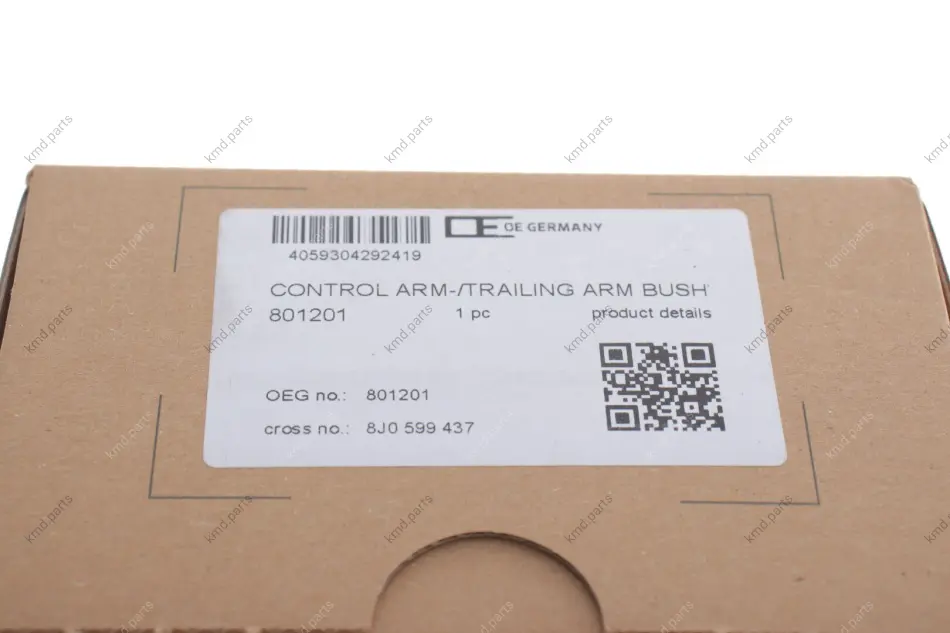 OE GERMANY
4059304292419
CONTROL ARM-/TRAILING ARM BUSH
801201 1 pc product details
OEG no.: 801201
cross no.: 8J0 599 437
kmd.parts